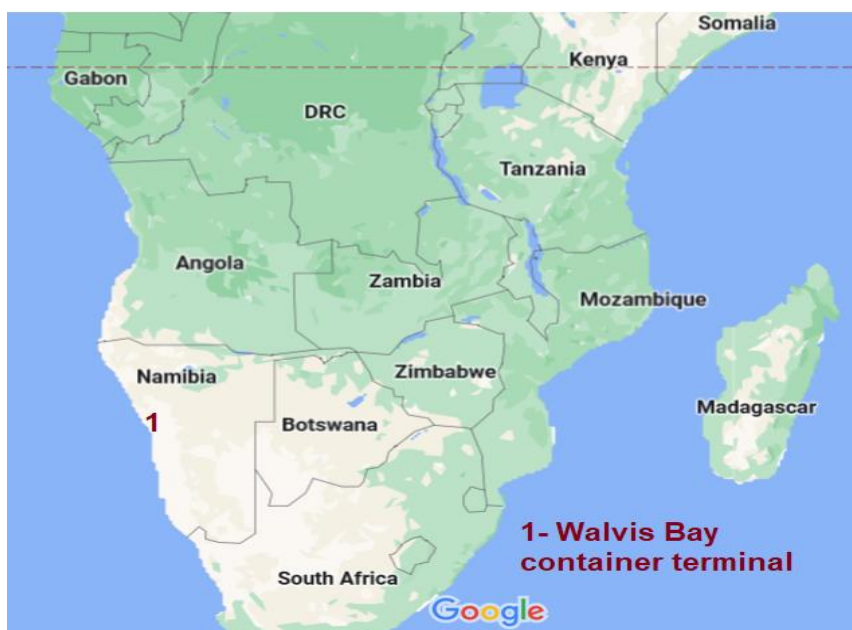 Somalia
Kenya
Gabon
DRC
Tanzania
Angola
Zambia
Mozambique
Namibia
Zimbabwe
Madagascar
1
Botswana
1- Walvis Bay
container terminal
South Africa
Google